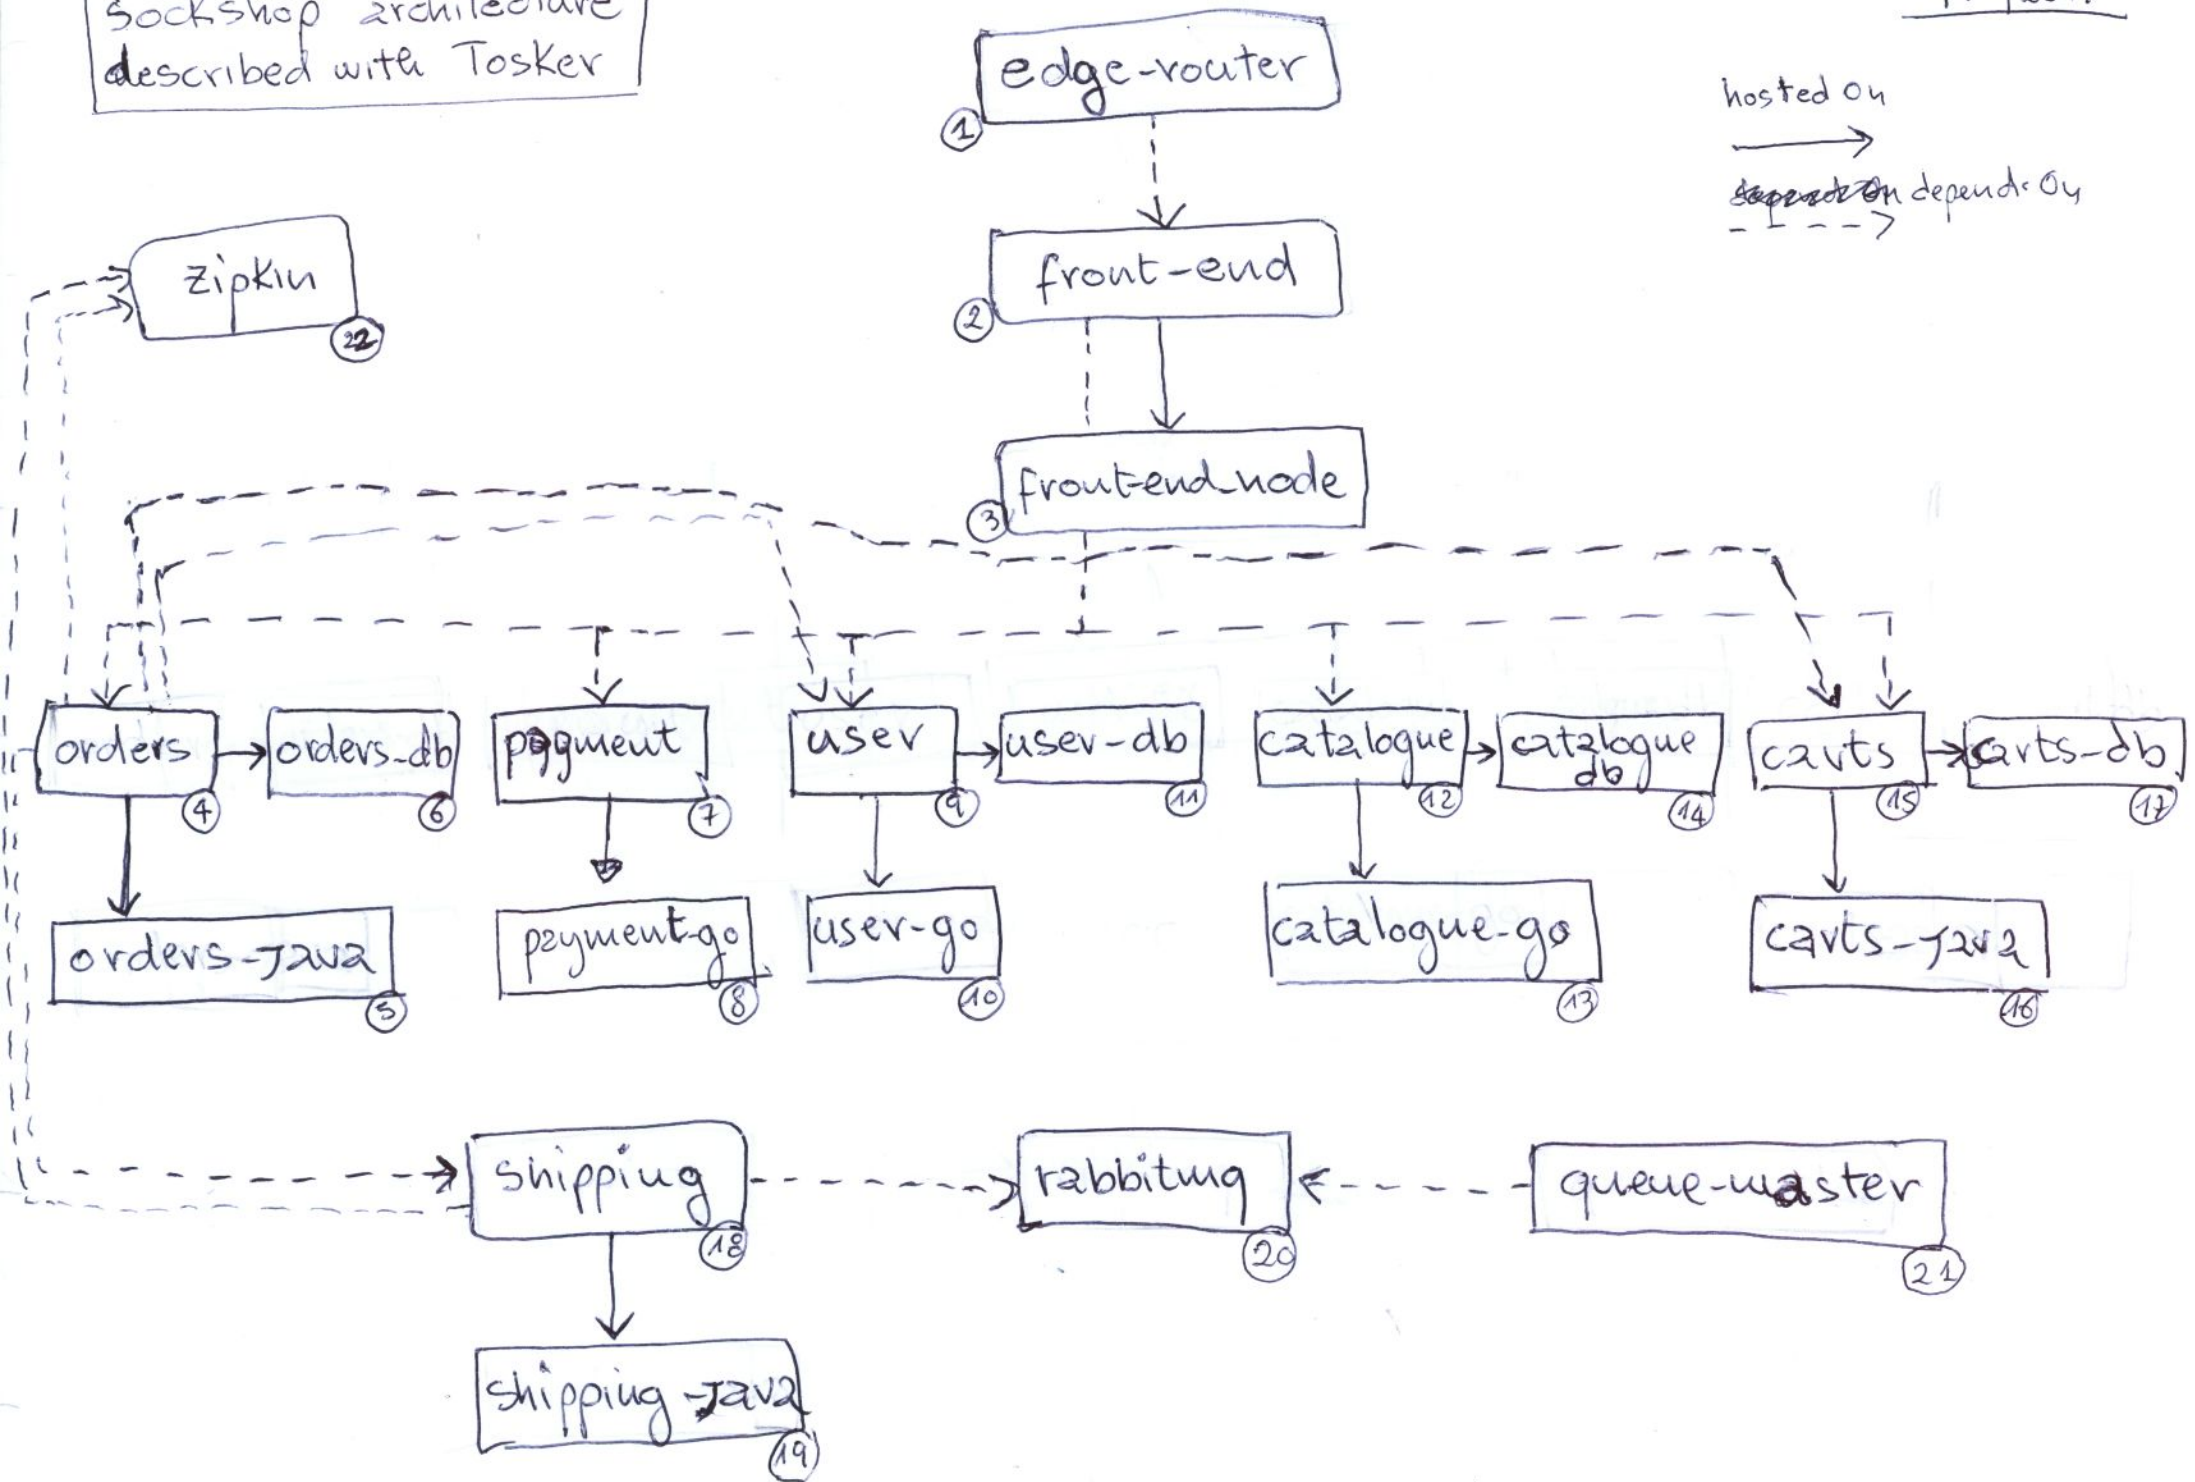 Sockshop architecture
described with Tosker
edge-router
1
hosted On
depends On
zipkin
22
front-end
2
front-end_node
3
orders
4
orders_db
6
payment
7
user
9
user-db
11
catalogue
12
catalogue
db
14
carts
15
carts-db
17
orders-Java
5
payment-go
8
user-go
10
catalogue-go
13
carts-Java
16
shipping
18
rabbitmq
20
queue-master
21
shipping-Java
19